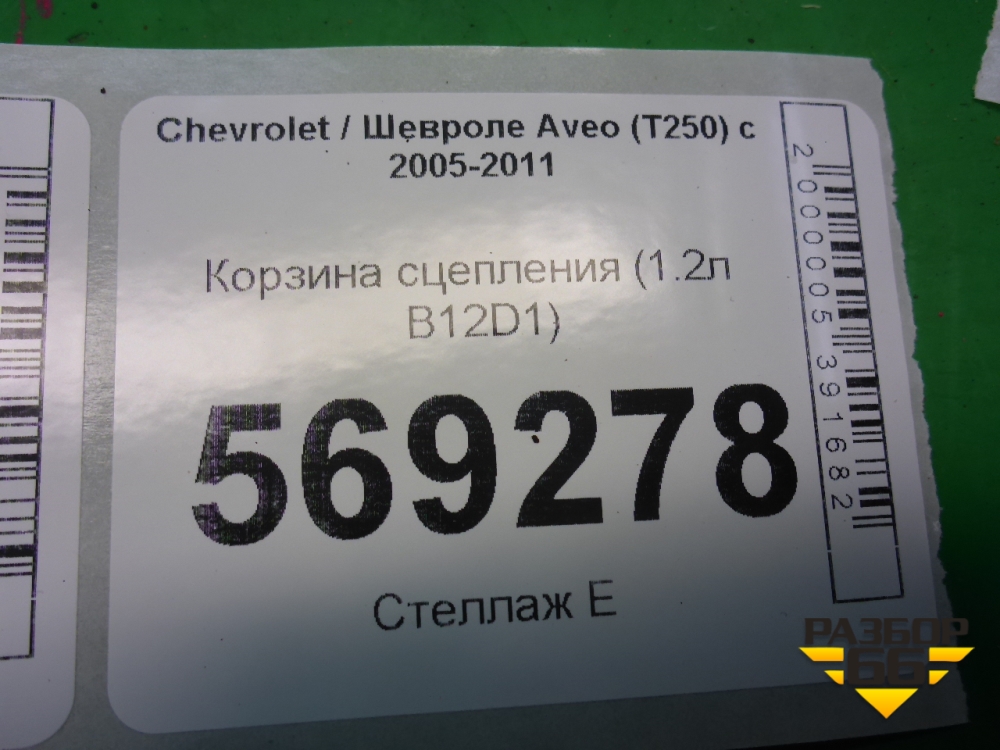 Chevrolet / Шевроле Aveo (T250) с
2005-2011
Корзина сцепления (1.2л
B12D1)
569278
Стеллаж Е
2000005391682
РАЗБОР
66